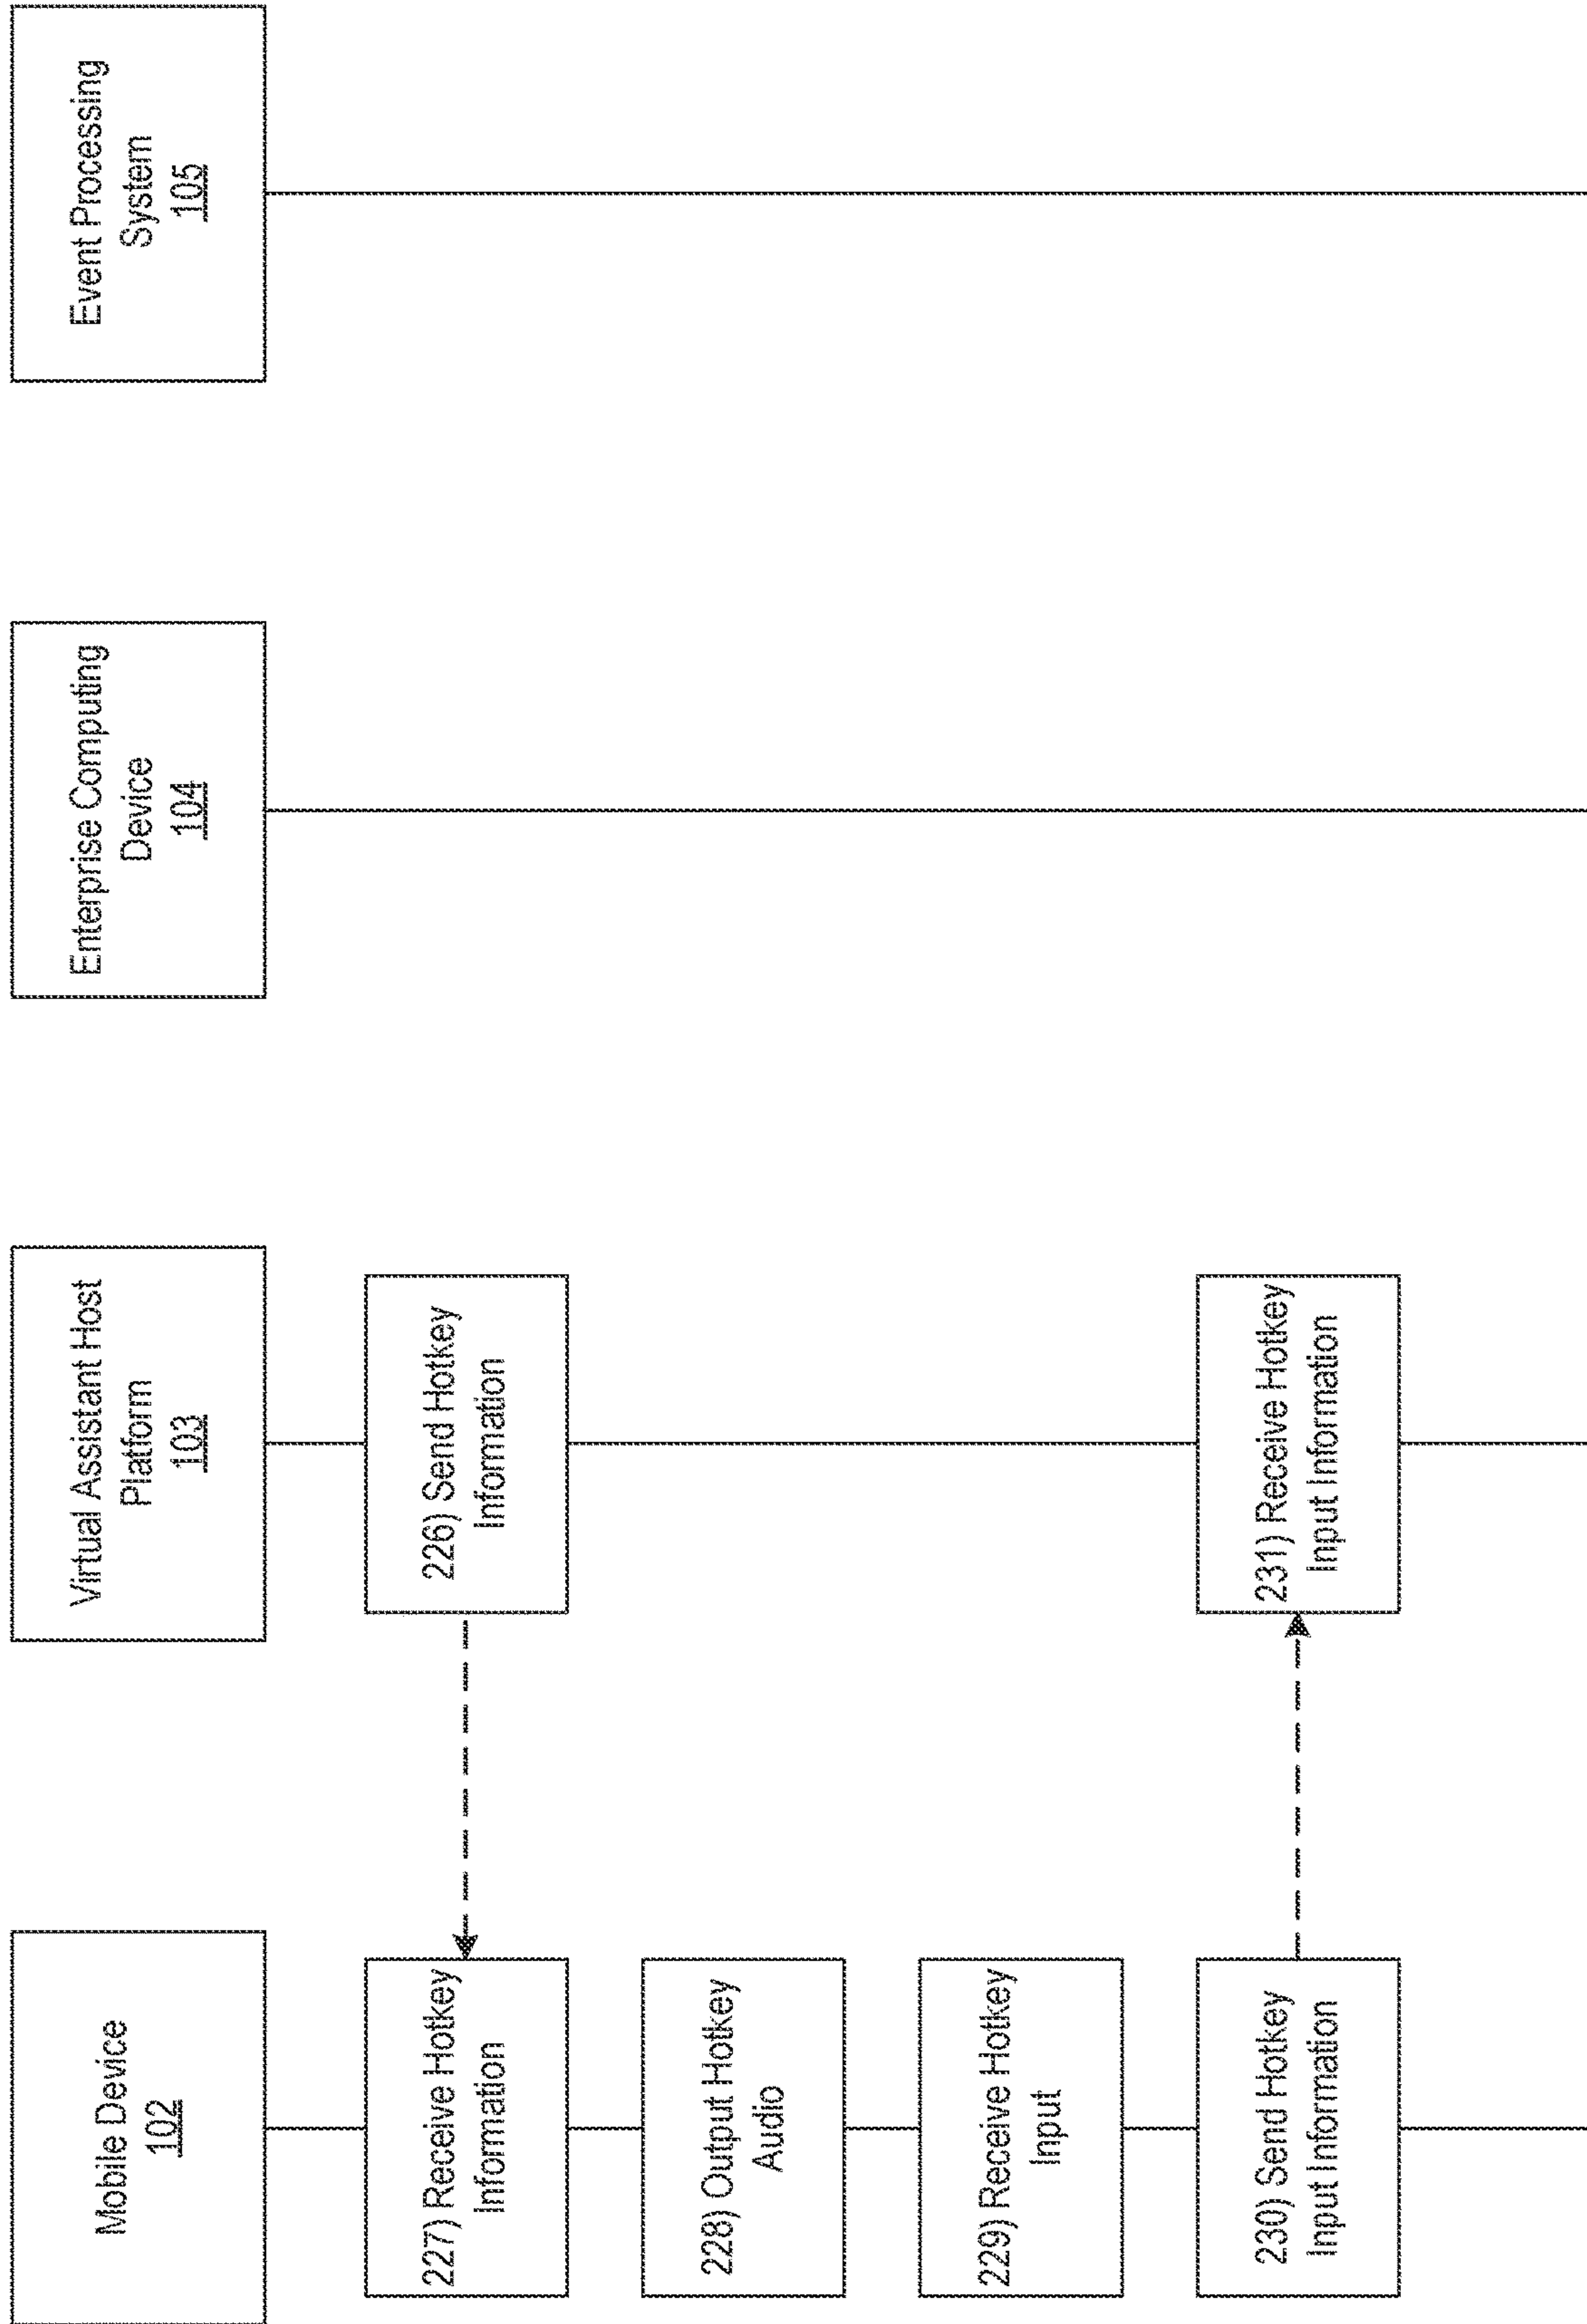 Mobile Device
102
Virtual Assistant Host
Platform
103
Enterprise Computing
Device
104
Event Processing
System
105
226) Send Hotkey
Information
227) Receive Hotkey
Information
228) Output Hotkey
Audio
229) Receive Hotkey
Input
230) Send Hotkey
Input Information
231) Receive Hotkey
Input Information